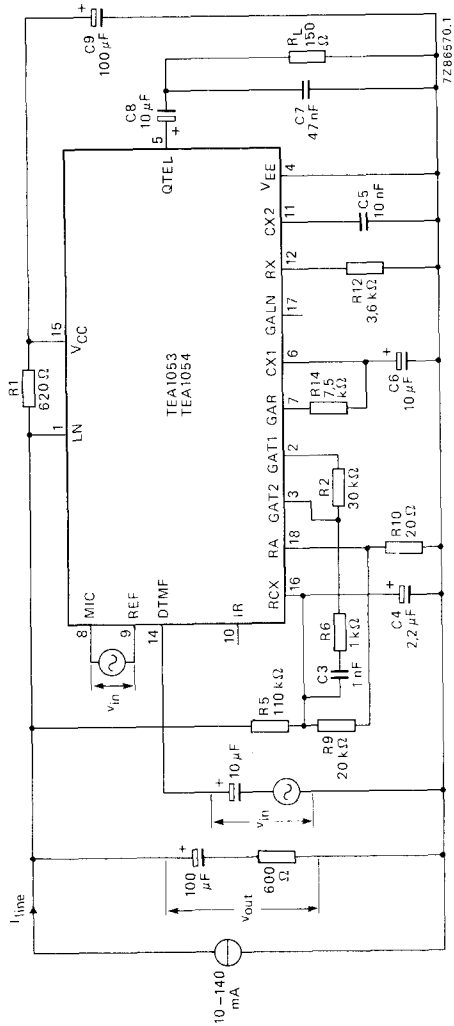 I line
10–140
mA
vout
100
µF
600
Ω
vin
10 µF
vin
8 MIC
9 REF
14 DTMF
10 IR
R1
620 Ω
1
LN
15
VCC
C9
100 µF
TEA1053
TEA1054
5
QTEL
C8
10 µF
RL
150
Ω
C7
47 nF
16
RCX
18
RA
3
GAT2
2
GAT1
7
GAR
6
CX1
17
GALN
12
RX
11
CX2
4
VEE
R5
110 kΩ
R9
20 kΩ
C3
1 nF
R6
1 kΩ
R2
30 kΩ
R14
7,5
kΩ
C4
2,2 µF
R10
20 Ω
C6
10 µF
R12
3,6 kΩ
C5
10 nF
7Z86570.1